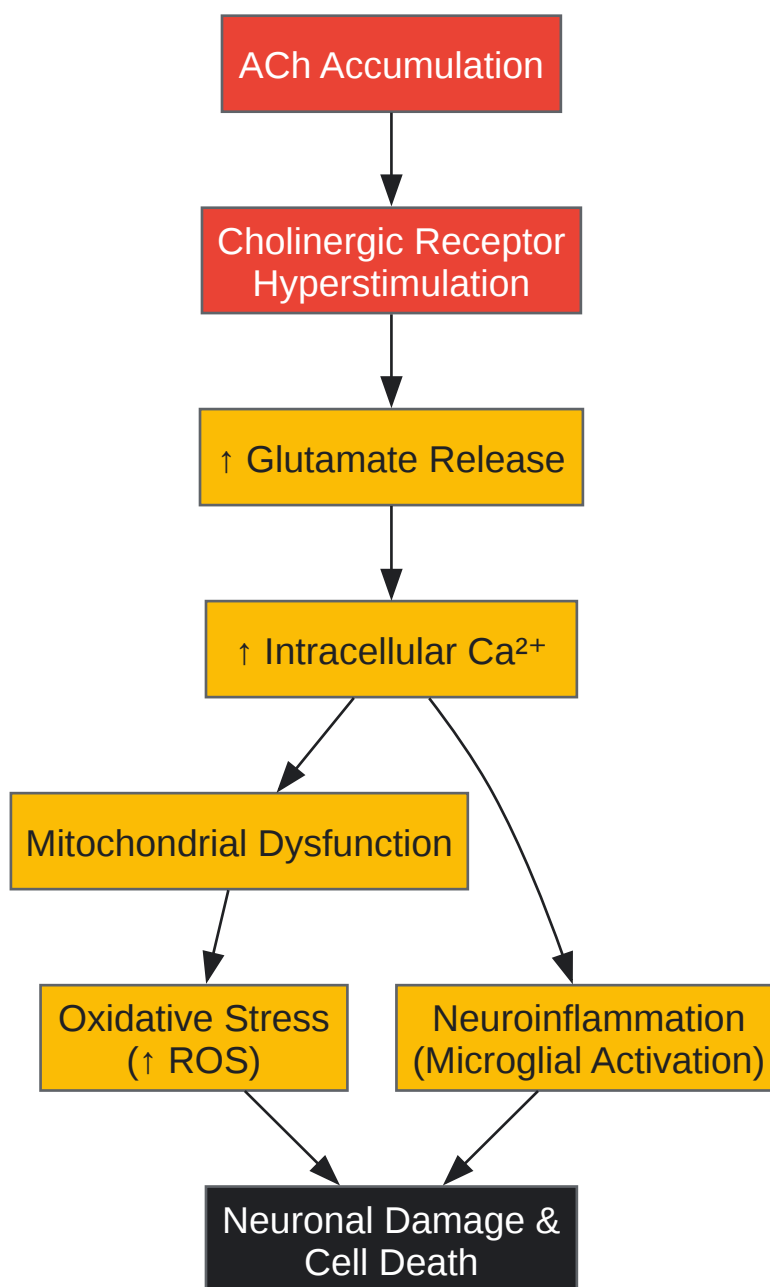 ACh Accumulation
Cholinergic Receptor
Hyperstimulation
↑ Glutamate Release
↑ Intracellular Ca²⁺
Mitochondrial Dysfunction
Oxidative Stress
(↑ ROS)
Neuroinflammation
(Microglial Activation)
Neuronal Damage &
Cell Death